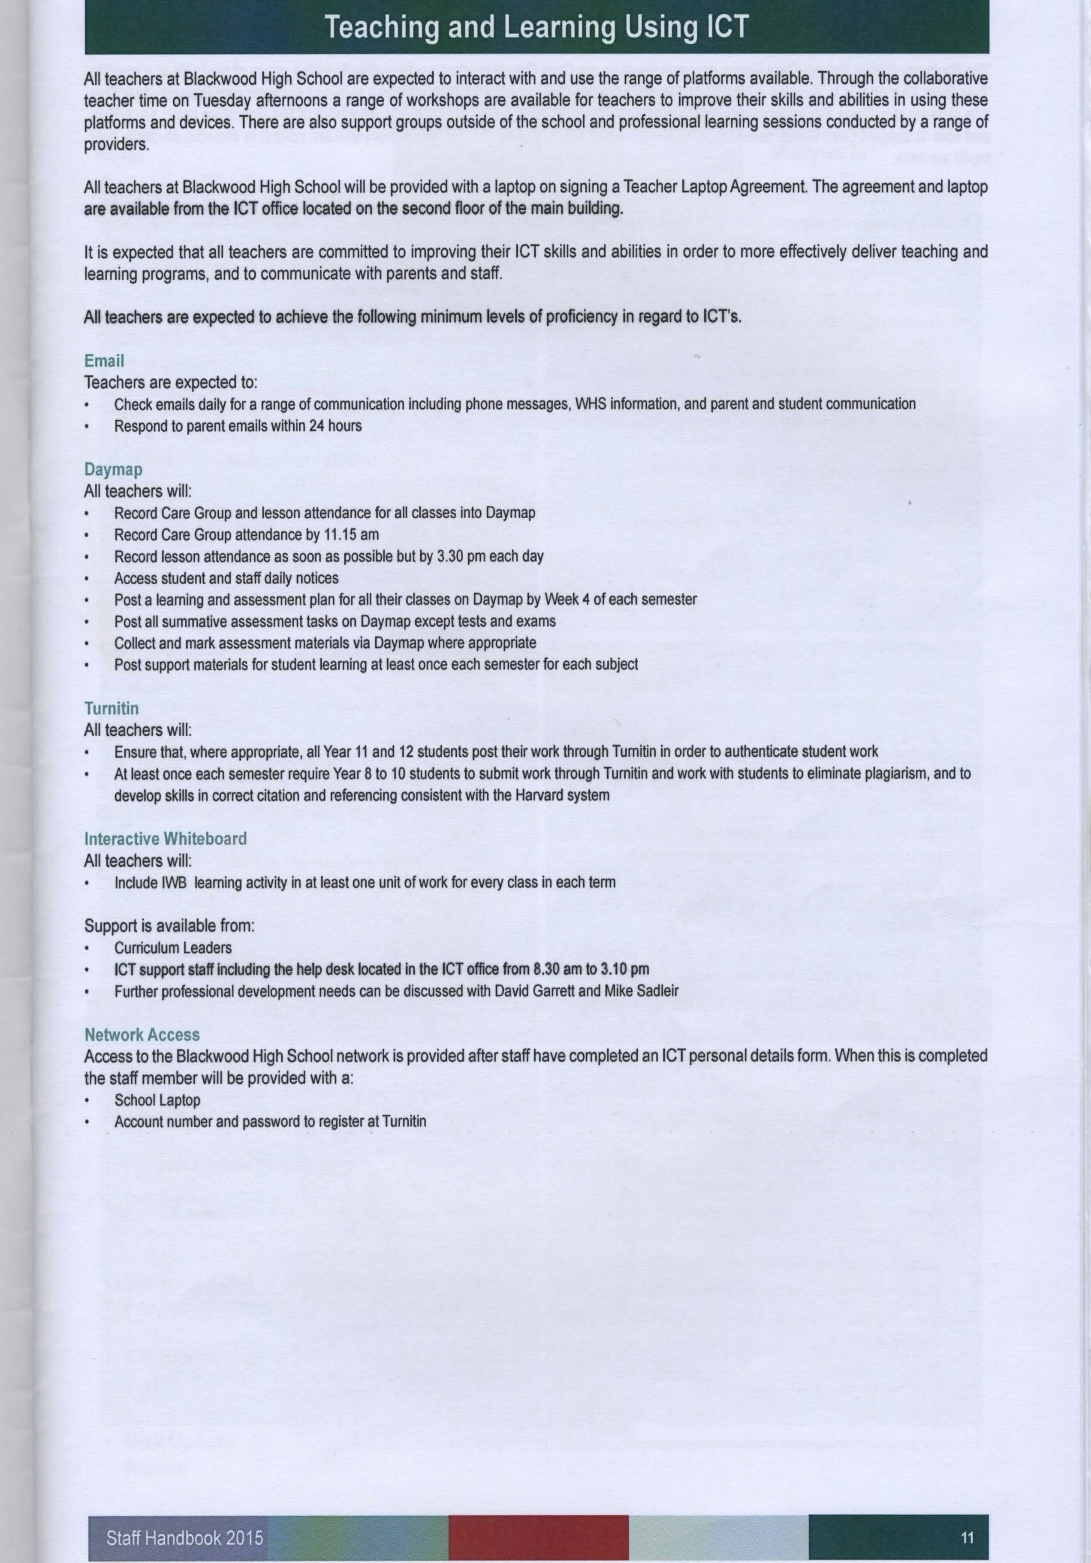 Teaching and Learning Using ICT
All teachers at Blackwood High School are expected to interact with and use the range of platforms available. Through the collaborative
teacher time on Tuesday afternoons a range of workshops are available for teachers to improve their skills and abilities in using these
platforms and devices. There are also support groups outside of the school and professional learning sessions conducted by a range of
providers.
All teachers at Blackwood High School will be provided with a laptop on signing a Teacher Laptop Agreement. The agreement and laptop
are available from the ICT office located on the second floor of the main building.
It is expected that all teachers are committed to improving their ICT skills and abilities in order to more effectively deliver teaching and
learning programs, and to communicate with parents and staff.
All teachers are expected to achieve the following minimum levels of proficiency in regard to ICT's.
Email
Teachers are expected to:
• Check emails daily for a range of communication including phone messages, WHS information, and parent and student communication
• Respond to parent emails within 24 hours
Daymap
All teachers will:
• Record Care Group and lesson attendance for all classes into Daymap
• Record Care Group attendance by 11.15 am
• Record lesson attendance as soon as possible but by 3.30 pm each day
• Access student and staff daily notices
• Post a learning and assessment plan for all their classes on Daymap by Week 4 of each semester
• Post all summative assessment tasks on Daymap except tests and exams
• Collect and mark assessment materials via Daymap where appropriate
• Post support materials for student learning at least once each semester for each subject
Turnitin
All teachers will:
• Ensure that, where appropriate, all Year 11 and 12 students post their work through Turnitin in order to authenticate student work
• At least once each semester require Year 8 to 10 students to submit work through Turnitin and work with students to eliminate plagiarism, and to
develop skills in correct citation and referencing consistent with the Harvard system
Interactive Whiteboard
All teachers will:
• Include IWB learning activity in at least one unit of work for every class in each term
Support is available from:
• Curriculum Leaders
• ICT support staff including the help desk located in the ICT office from 8.30 am to 3.10 pm
• Further professional development needs can be discussed with David Garrett and Mike Sadleir
Network Access
Access to the Blackwood High School network is provided after staff have completed an ICT personal details form. When this is completed
the staff member will be provided with a:
• School Laptop
• Account number and password to register at Turnitin
Staff Handbook 2015
11